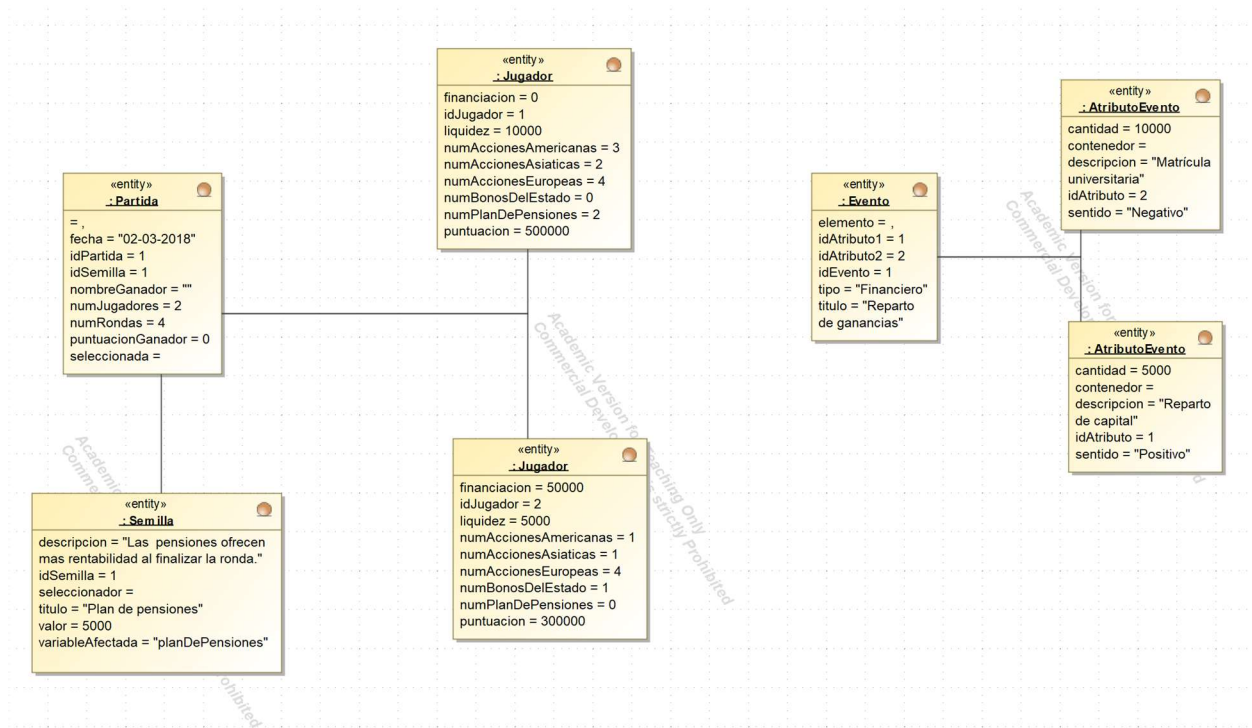 «entity»
: Jugador
financiacion = 0
idJugador = 1
liquidez = 10000
numAccionesAmericanas = 3
numAccionesAsiaticas = 2
numAccionesEuropeas = 4
numBonosDelEstado = 0
numPlanDePensiones = 2
puntuacion = 500000
«entity»
: AtributoEvento
cantidad = 10000
contenedor =
descripcion = "Matrícula
universitaria"
idAtributo = 2
sentido = "Negativo"
«entity»
: Partida
= ,
fecha = "02-03-2018"
idPartida = 1
idSemilla = 1
nombreGanador = ""
numJugadores = 2
numRondas = 4
puntuacionGanador = 0
seleccionada =
«entity»
: Evento
elemento = ,
idAtributo1 = 1
idAtributo2 = 2
idEvento = 1
tipo = "Financiero"
titulo = "Reparto
de ganancias"
«entity»
: AtributoEvento
cantidad = 5000
contenedor =
descripcion = "Reparto
de capital"
idAtributo = 1
sentido = "Positivo"
«entity»
: Jugador
financiacion = 50000
idJugador = 2
liquidez = 5000
numAccionesAmericanas = 1
numAccionesAsiaticas = 1
numAccionesEuropeas = 4
numBonosDelEstado = 1
numPlanDePensiones = 0
puntuacion = 300000
«entity»
: Semilla
descripcion = "Las pensiones ofrecen
mas rentabilidad al finalizar la ronda."
idSemilla = 1
seleccionador =
titulo = "Plan de pensiones"
valor = 5000
variableAfectada = "planDePensiones"
Academic Version for Teaching Only
Commercial Development is strictly Prohibited